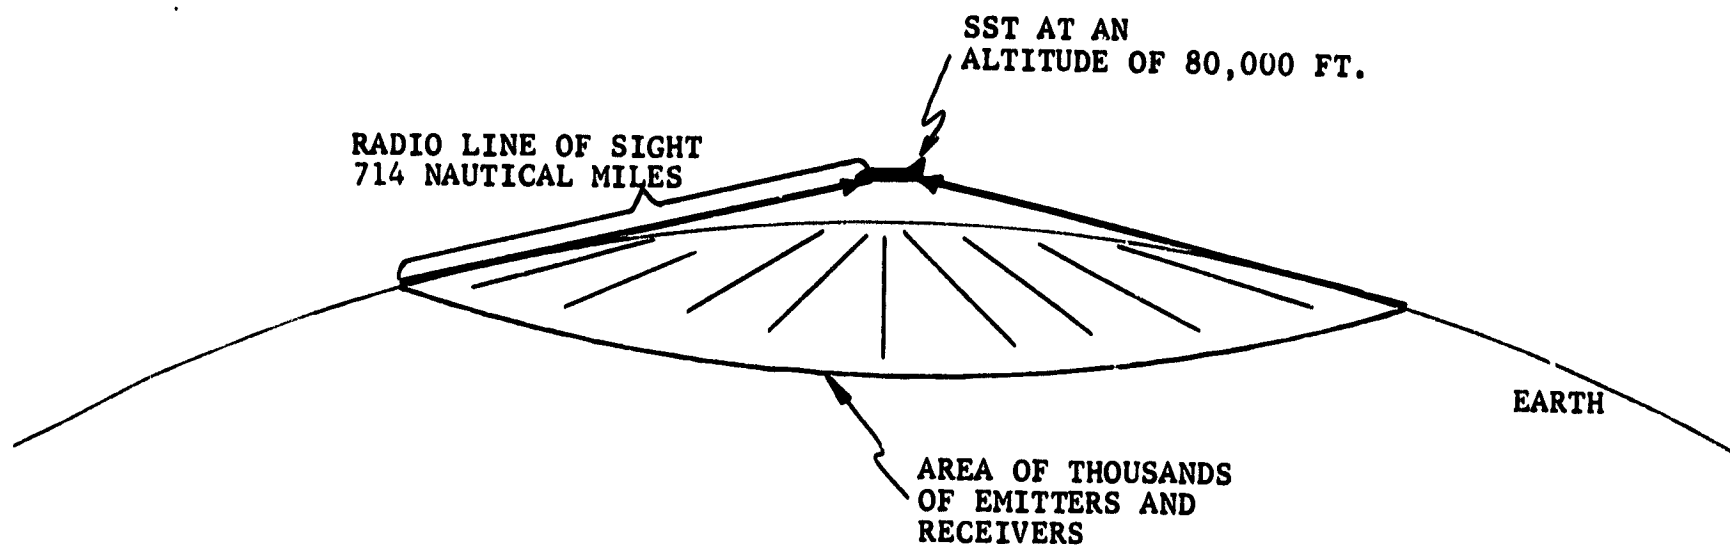 SST AT AN
ALTITUDE OF 80,000 FT.
RADIO LINE OF SIGHT
714 NAUTICAL MILES
EARTH
AREA OF THOUSANDS
OF EMITTERS AND
RECEIVERS